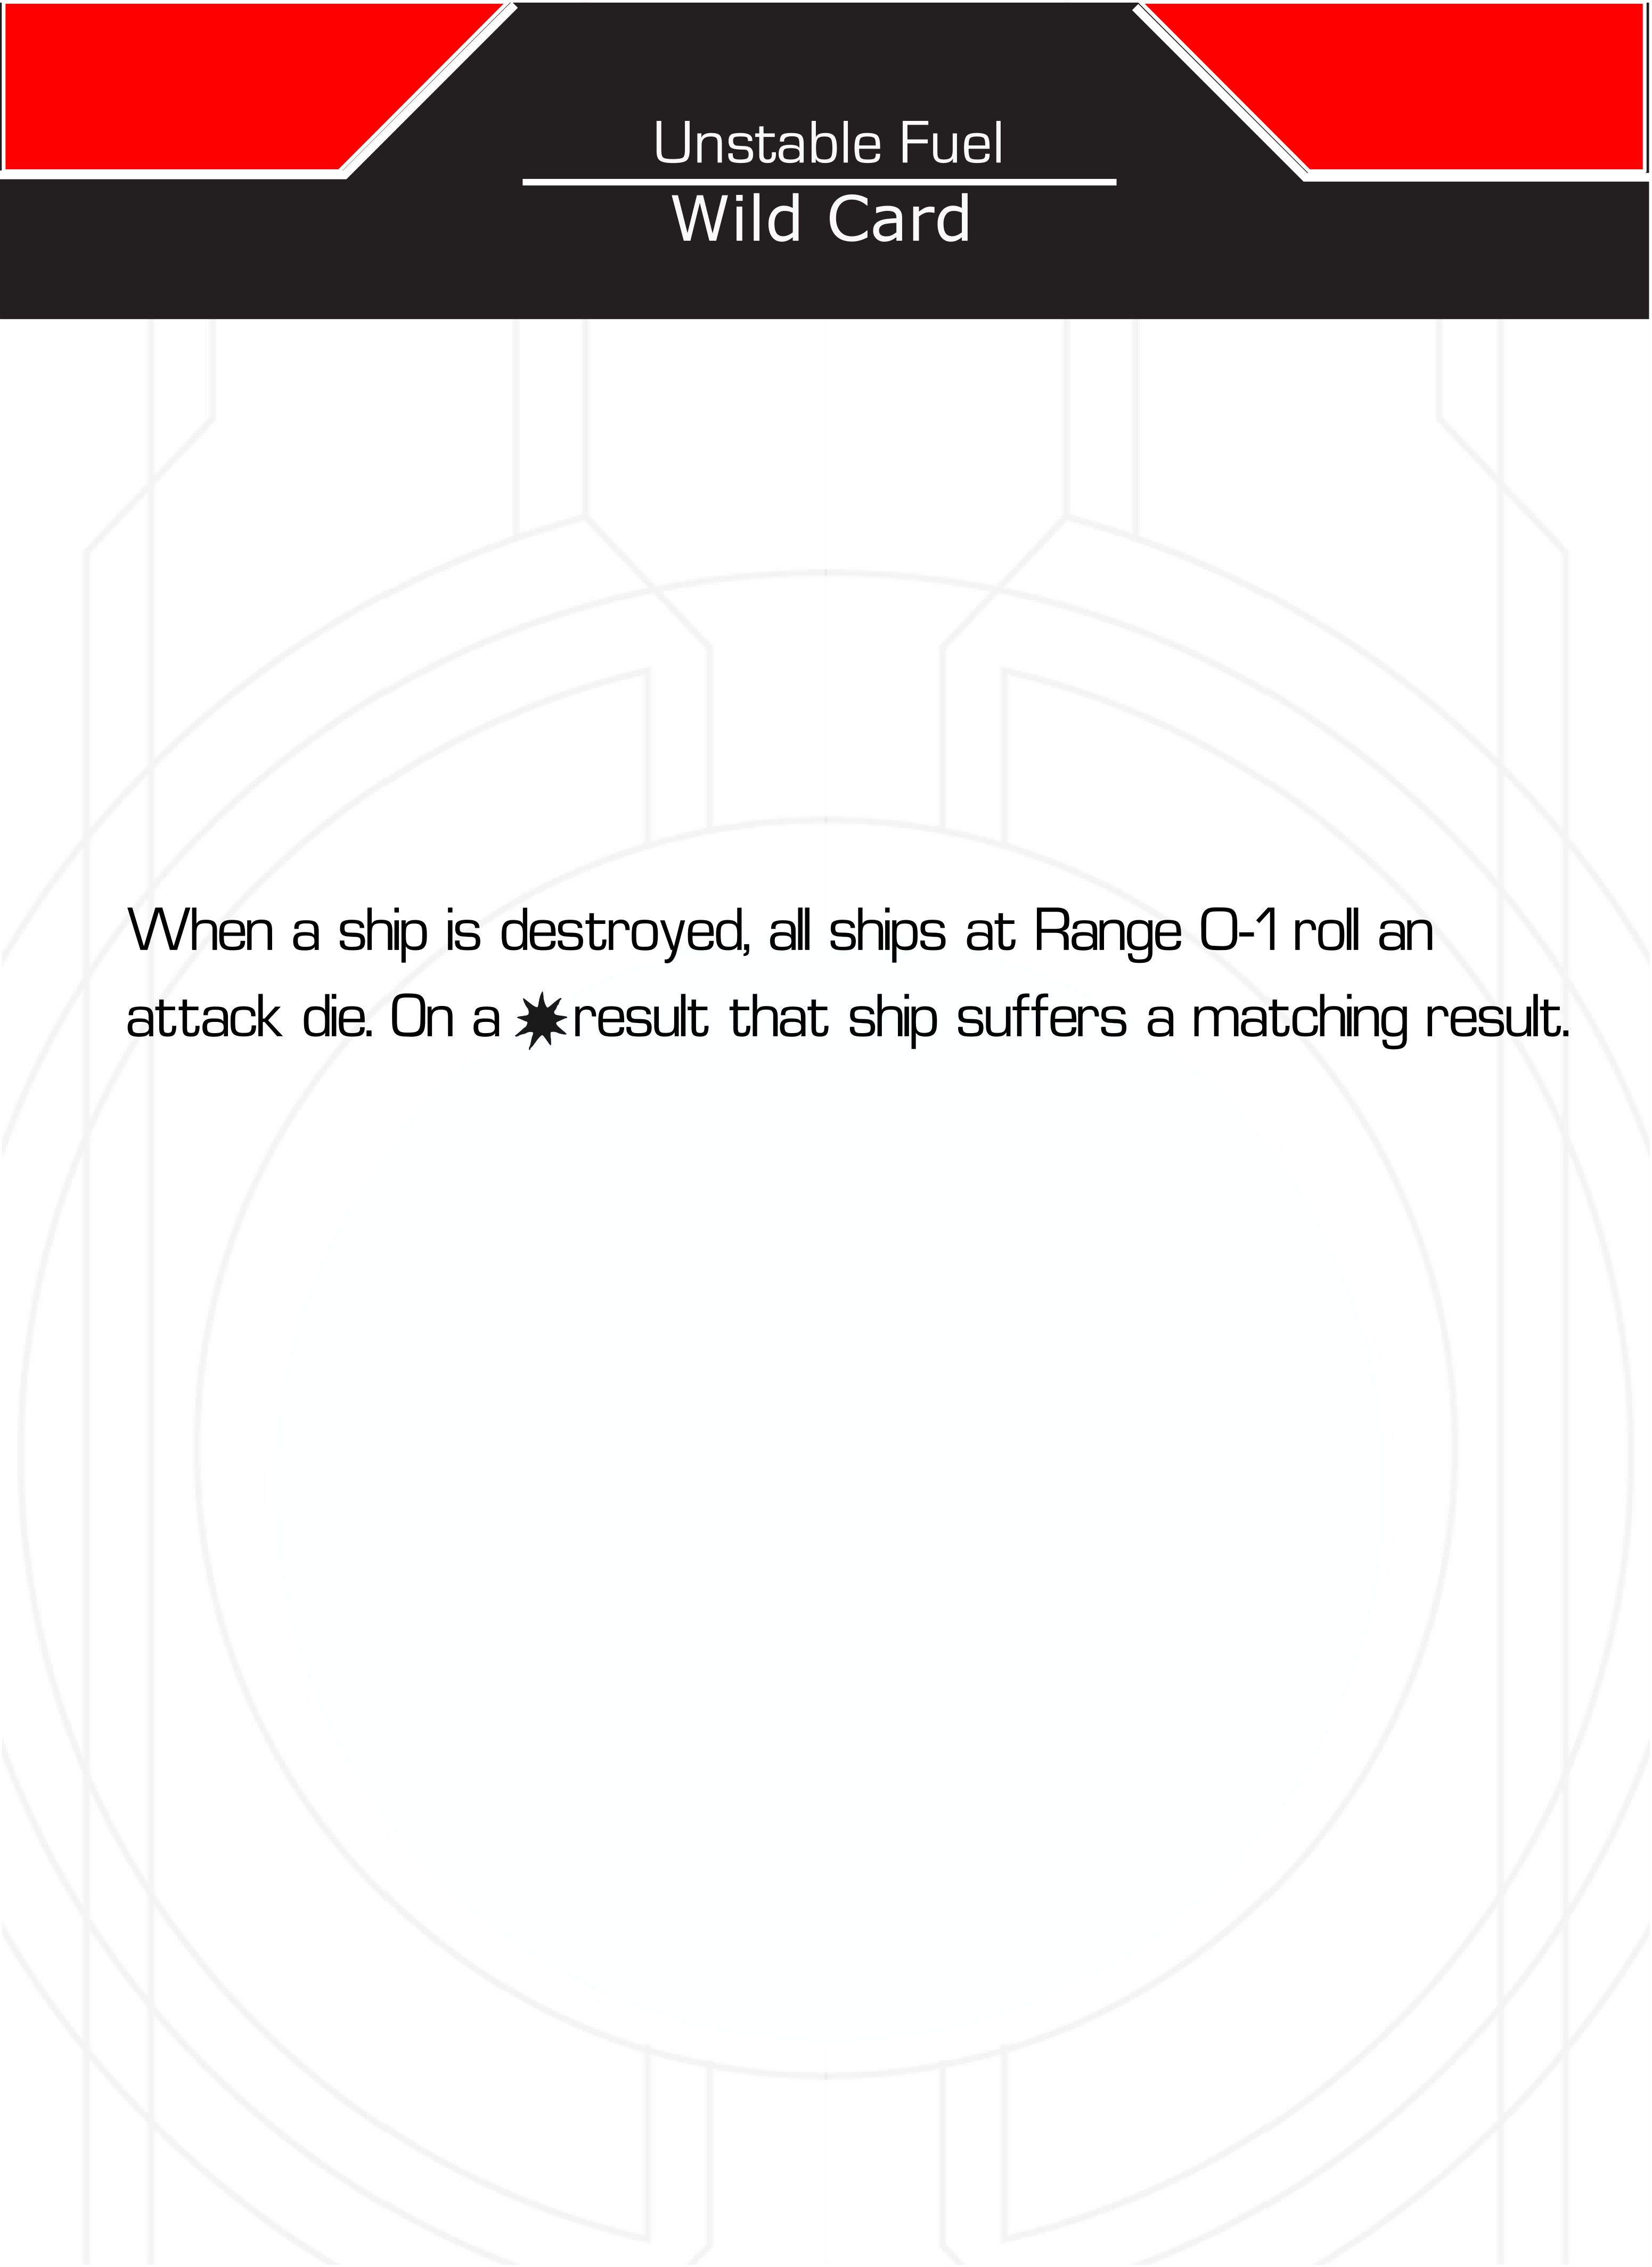 Unstable Fuel
Wild Card
When a ship is destroyed, all ships at Range 0-1 roll an
attack die. On a result that ship suffers a matching result.